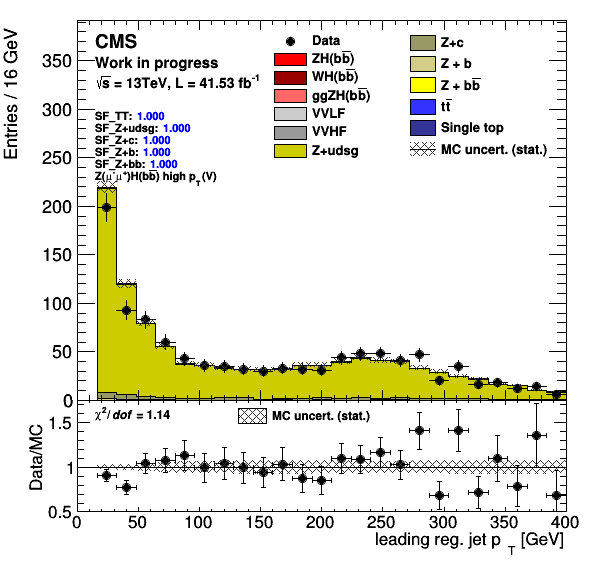 CMS
Work in progress
√s = 13TeV, L = 41.53 fb⁻¹
SF_TT: 1.000
SF_Z+udsg: 1.000
SF_Z+c: 1.000
SF_Z+b: 1.000
SF_Z+bb: 1.000
Z(μ⁻μ⁺)H(bb̅) high p_T(V)
Data
ZH(bb̅)
WH(bb̅)
ggZH(bb̅)
VVLF
VVHF
Z+udsg
Z+c
Z + b
Z + bb̅
tt̅
Single top
MC uncert. (stat.)
Entries / 16 GeV
350
300
250
200
150
100
50
0
χ²/ dof = 1.14
MC uncert. (stat.)
Data/MC
1.5
1
0.5
0 50 100 150 200 250 300 350 400
leading reg. jet p_T [GeV]